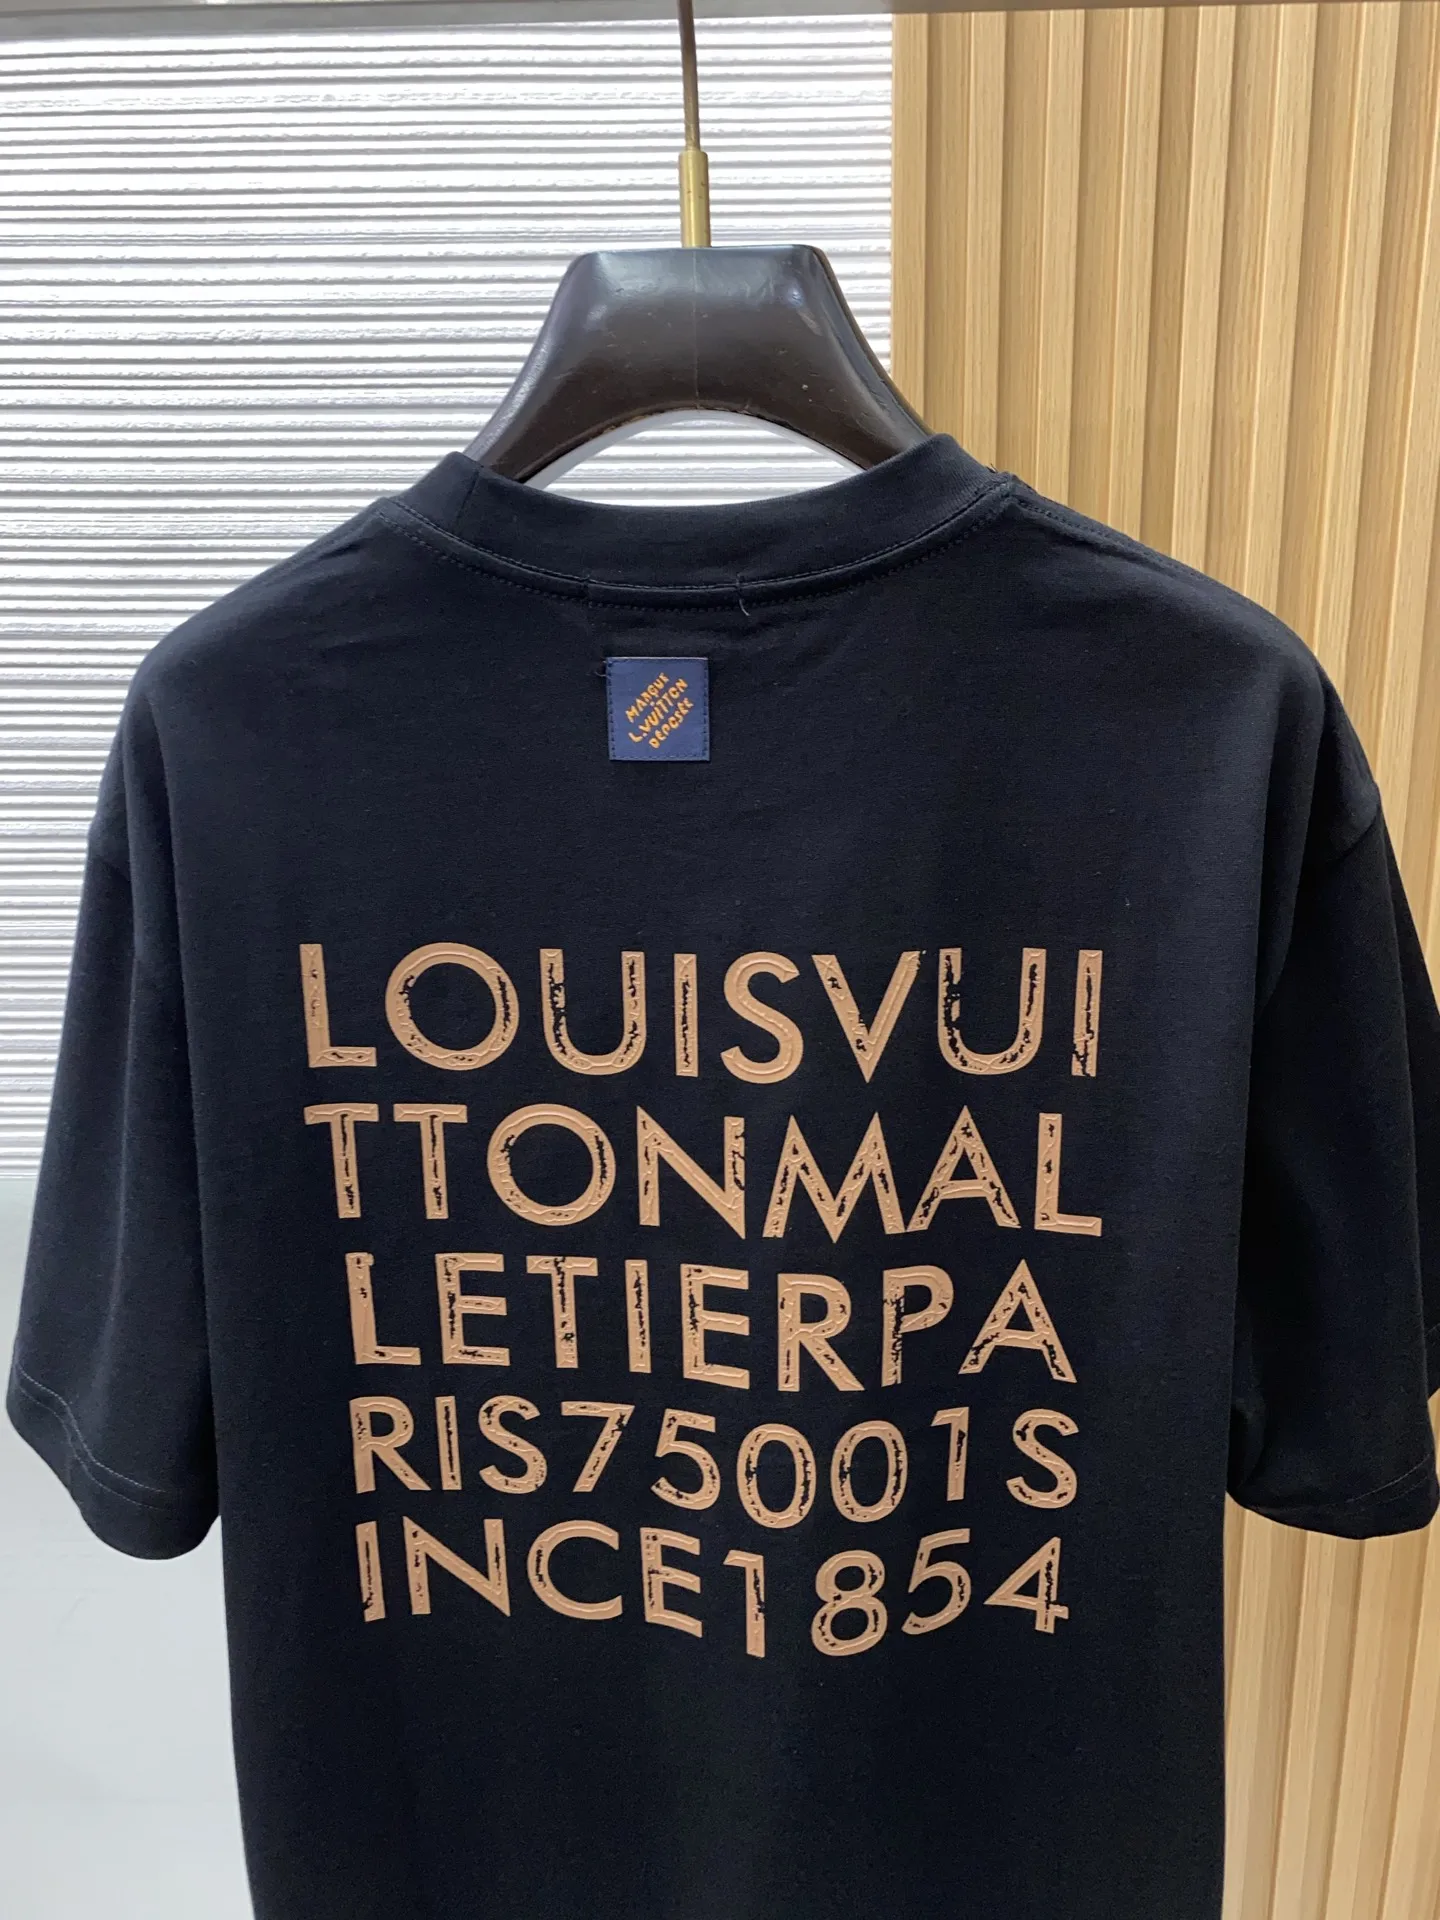 MARQUE
L.VUITTON
DÉPOSÉE
LOUISVUI
TTONMAL
LETIERPA
RIS75001S
INCE1854